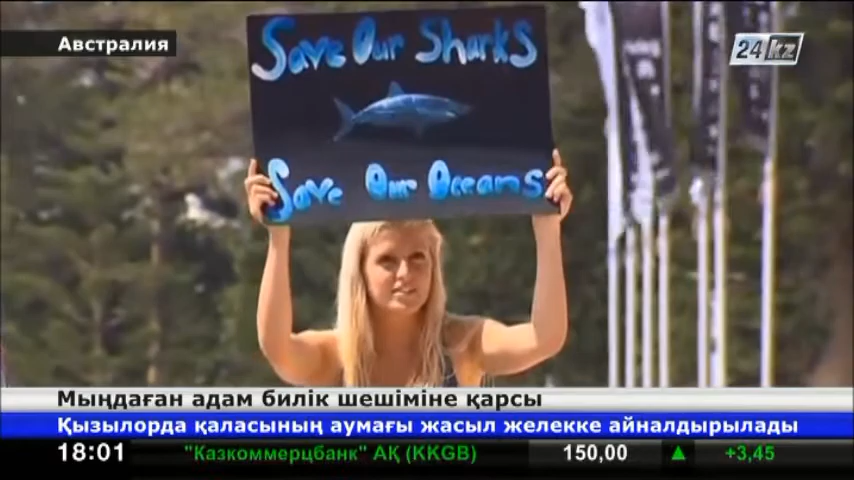 Австралия
24kz
Save Our Sharks
Save Our Oceans
Мыңдаған адам билік шешіміне қарсы
Қызылорда қаласының аумағы жасыл желекке айналдырылады
18:01 "Казкоммерцбанк" АҚ (KKGB) 150,00 ▲ +3,45